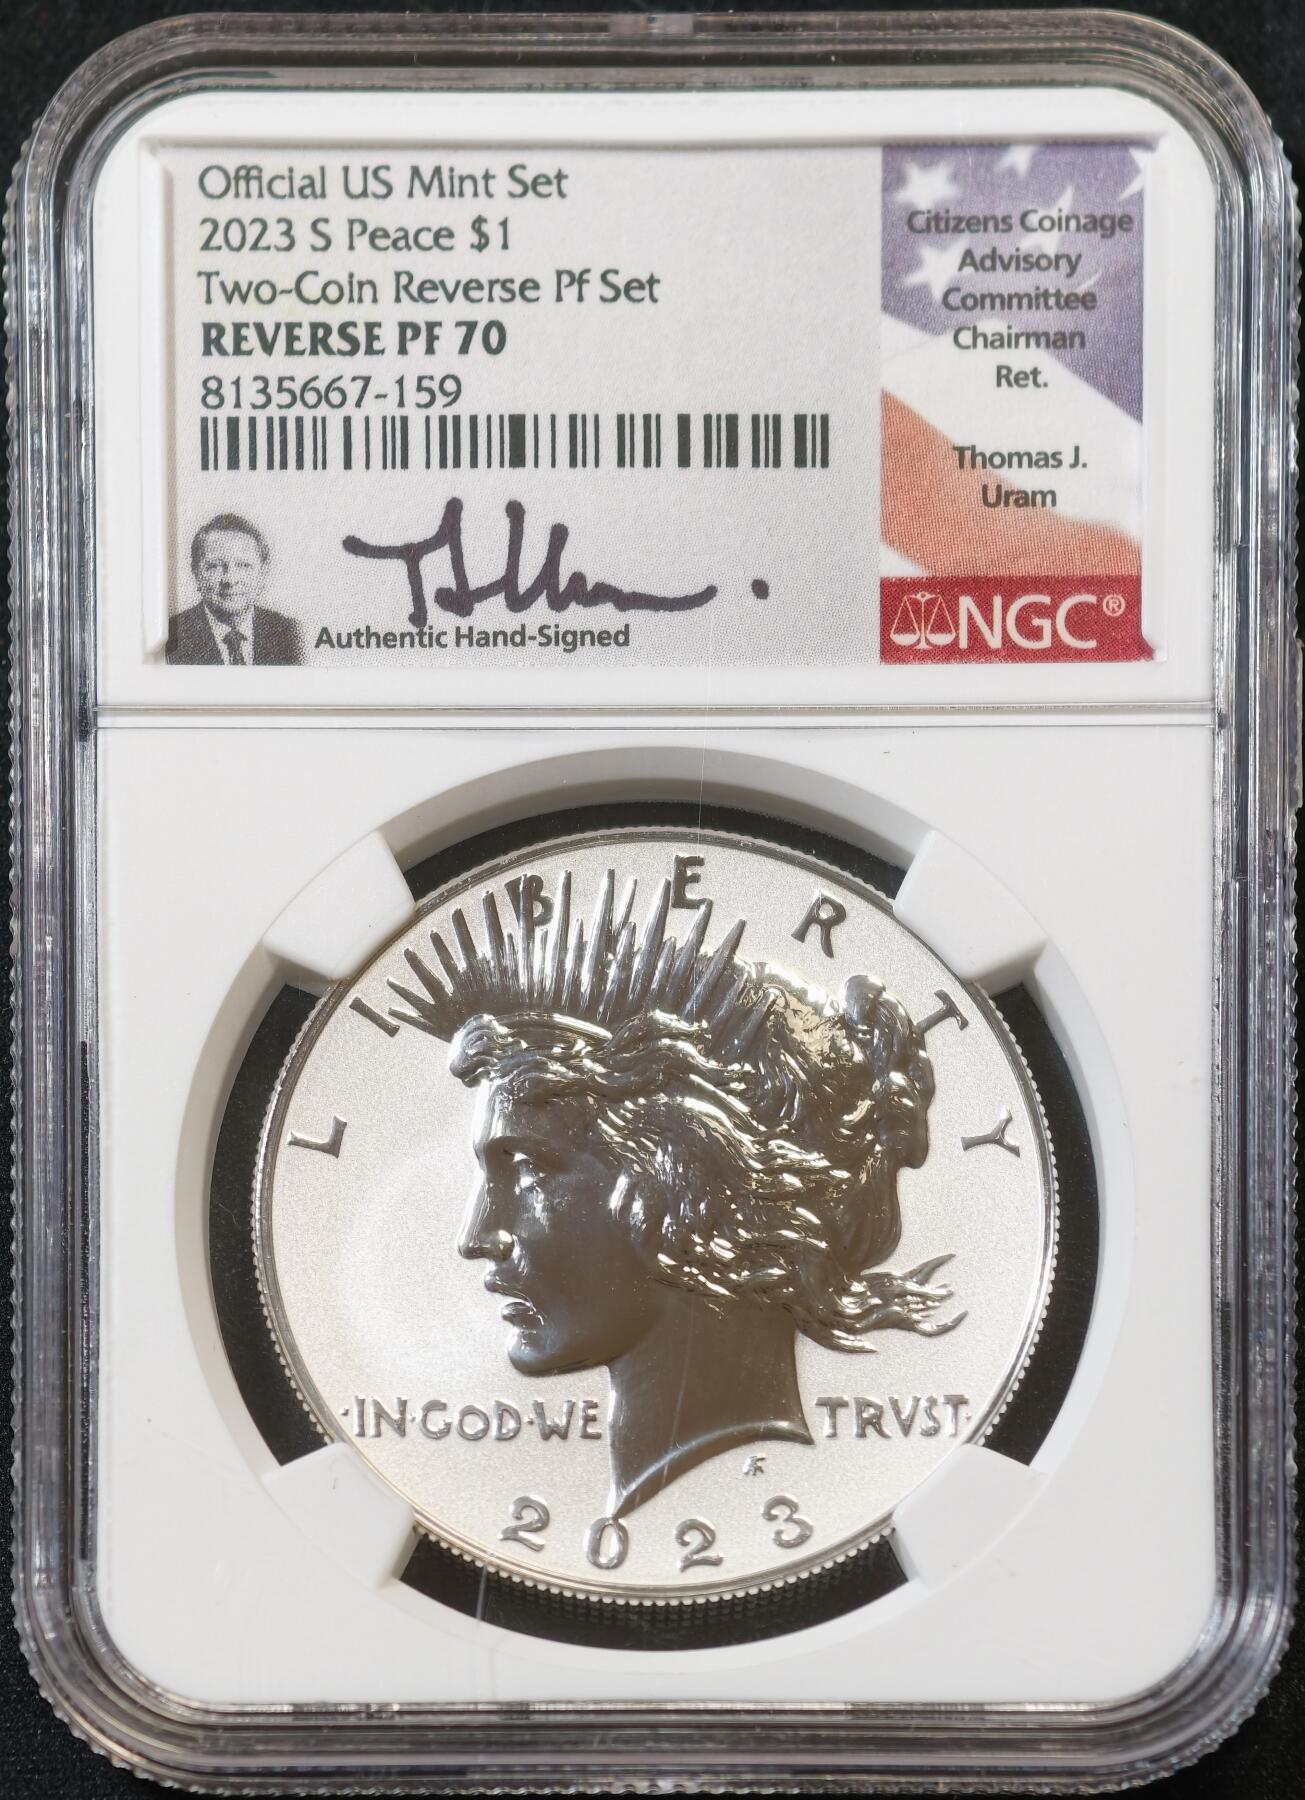 Official US Mint Set
2023 S Peace $1
Two-Coin Reverse Pf Set
REVERSE PF 70
8135667-159
Authentic Hand-Signed
Citizens Coinage
Advisory
Committee
Chairman
Ret.
Thomas J.
Uram
NGC®
LIBERTY
·IN·GOD·WE TRVST·
2023